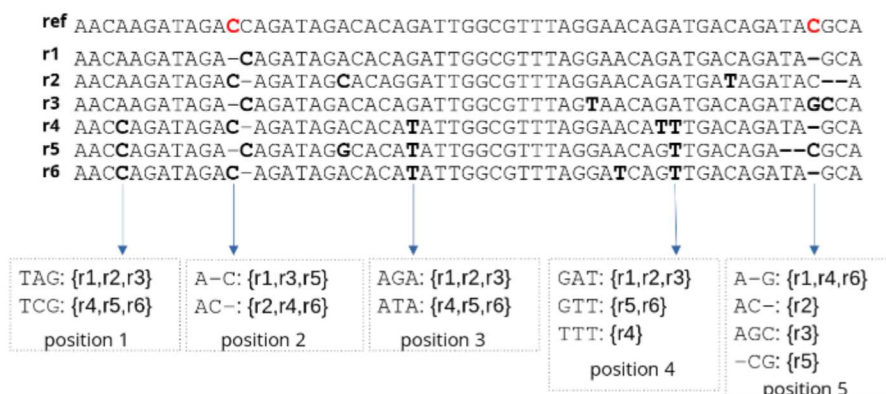 ref AACAAGATAGACCAGATAGACACAGATTGGCGTTTAGGAACAGATGACAGATACGCA
r1 AACAAGATAGA-CAGATAGACACAGATTGGCGTTTAGGAACAGATGACAGATA-GCA
r2 AACAAGATAGAC-AGATAGCACAGGATTGGCGTTTAGGAACAGATGATAGATAC--A
r3 AACAAGATAGA-CAGATAGACACAGATTGGCGTTTAGTAACAGATGACAGATAGCCA
r4 AACCAGATAGAC-AGATAGACACATATTGGCGTTTAGGAACATTTGACAGATA-GCA
r5 AACCAGATAGA-CAGATAGGCACATATTGGCGTTTAGGAACAGTTGACAGA--CGCA
r6 AACCAGATAGAC-AGATAGACACATATTGGCGTTTAGGATCAGTTGACAGATA-GCA
TAG: {r1,r2,r3}
TCG: {r4,r5,r6}
position 1
A-C: {r1,r3,r5}
AC-: {r2,r4,r6}
position 2
AGA: {r1,r2,r3}
ATA: {r4,r5,r6}
position 3
GAT: {r1,r2,r3}
GTT: {r5,r6}
TTT: {r4}
position 4
A-G: {r1,r4,r6}
AC-: {r2}
AGC: {r3}
-CG: {r5}
position 5